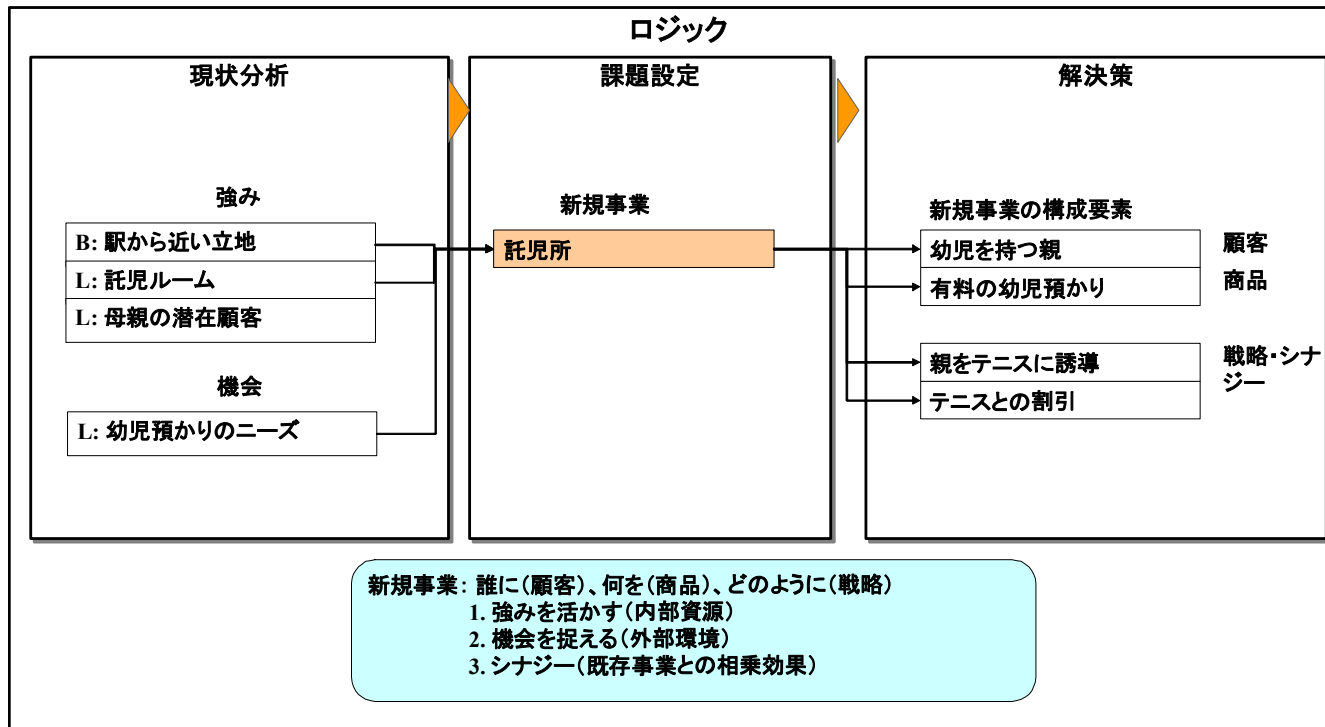 ロジック
現状分析
強み
B: 駅から近い立地
L: 託児ルーム
L: 母親の潜在顧客
機会
L: 幼児預かりのニーズ
課題設定
新規事業
託児所
解決策
新規事業の構成要素
幼児を持つ親
顧客
有料の幼児預かり
商品
親をテニスに誘導
戦略・シナ
ジー
テニスとの割引
新規事業: 誰に(顧客)、何を(商品)、どのように(戦略)
1. 強みを活かす(内部資源)
2. 機会を捉える(外部環境)
3. シナジー(既存事業との相乗効果)